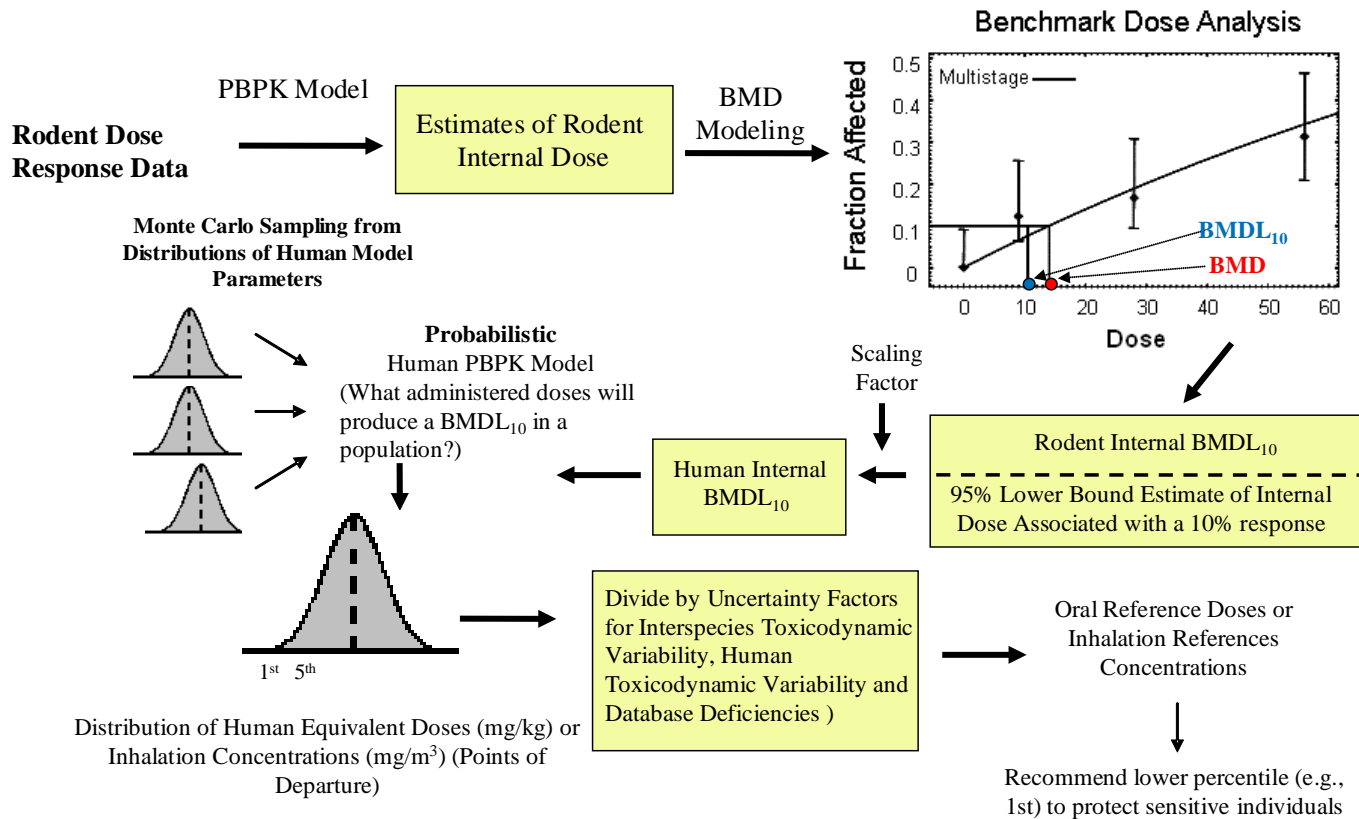 Benchmark Dose Analysis
PBPK Model
BMD
Modeling
Rodent Dose
Response Data
Estimates of Rodent
Internal Dose
Multistage
Fraction Affected
0.5
0.4
0.3
0.2
0.1
0
0 10 20 30 40 50 60
Dose
BMDL10
BMD
Monte Carlo Sampling from
Distributions of Human Model
Parameters
Probabilistic
Human PBPK Model
(What administered doses will
produce a BMDL10 in a
population?)
Scaling
Factor
Rodent Internal BMDL10
95% Lower Bound Estimate of Internal
Dose Associated with a 10% response
Human Internal
BMDL10
1st 5th
Distribution of Human Equivalent Doses (mg/kg) or
Inhalation Concentrations (mg/m3) (Points of
Departure)
Divide by Uncertainty Factors
for Interspecies Toxicodynamic
Variability, Human
Toxicodynamic Variability and
Database Deficiencies )
Oral Reference Doses or
Inhalation References
Concentrations
Recommend lower percentile (e.g.,
1st) to protect sensitive individuals